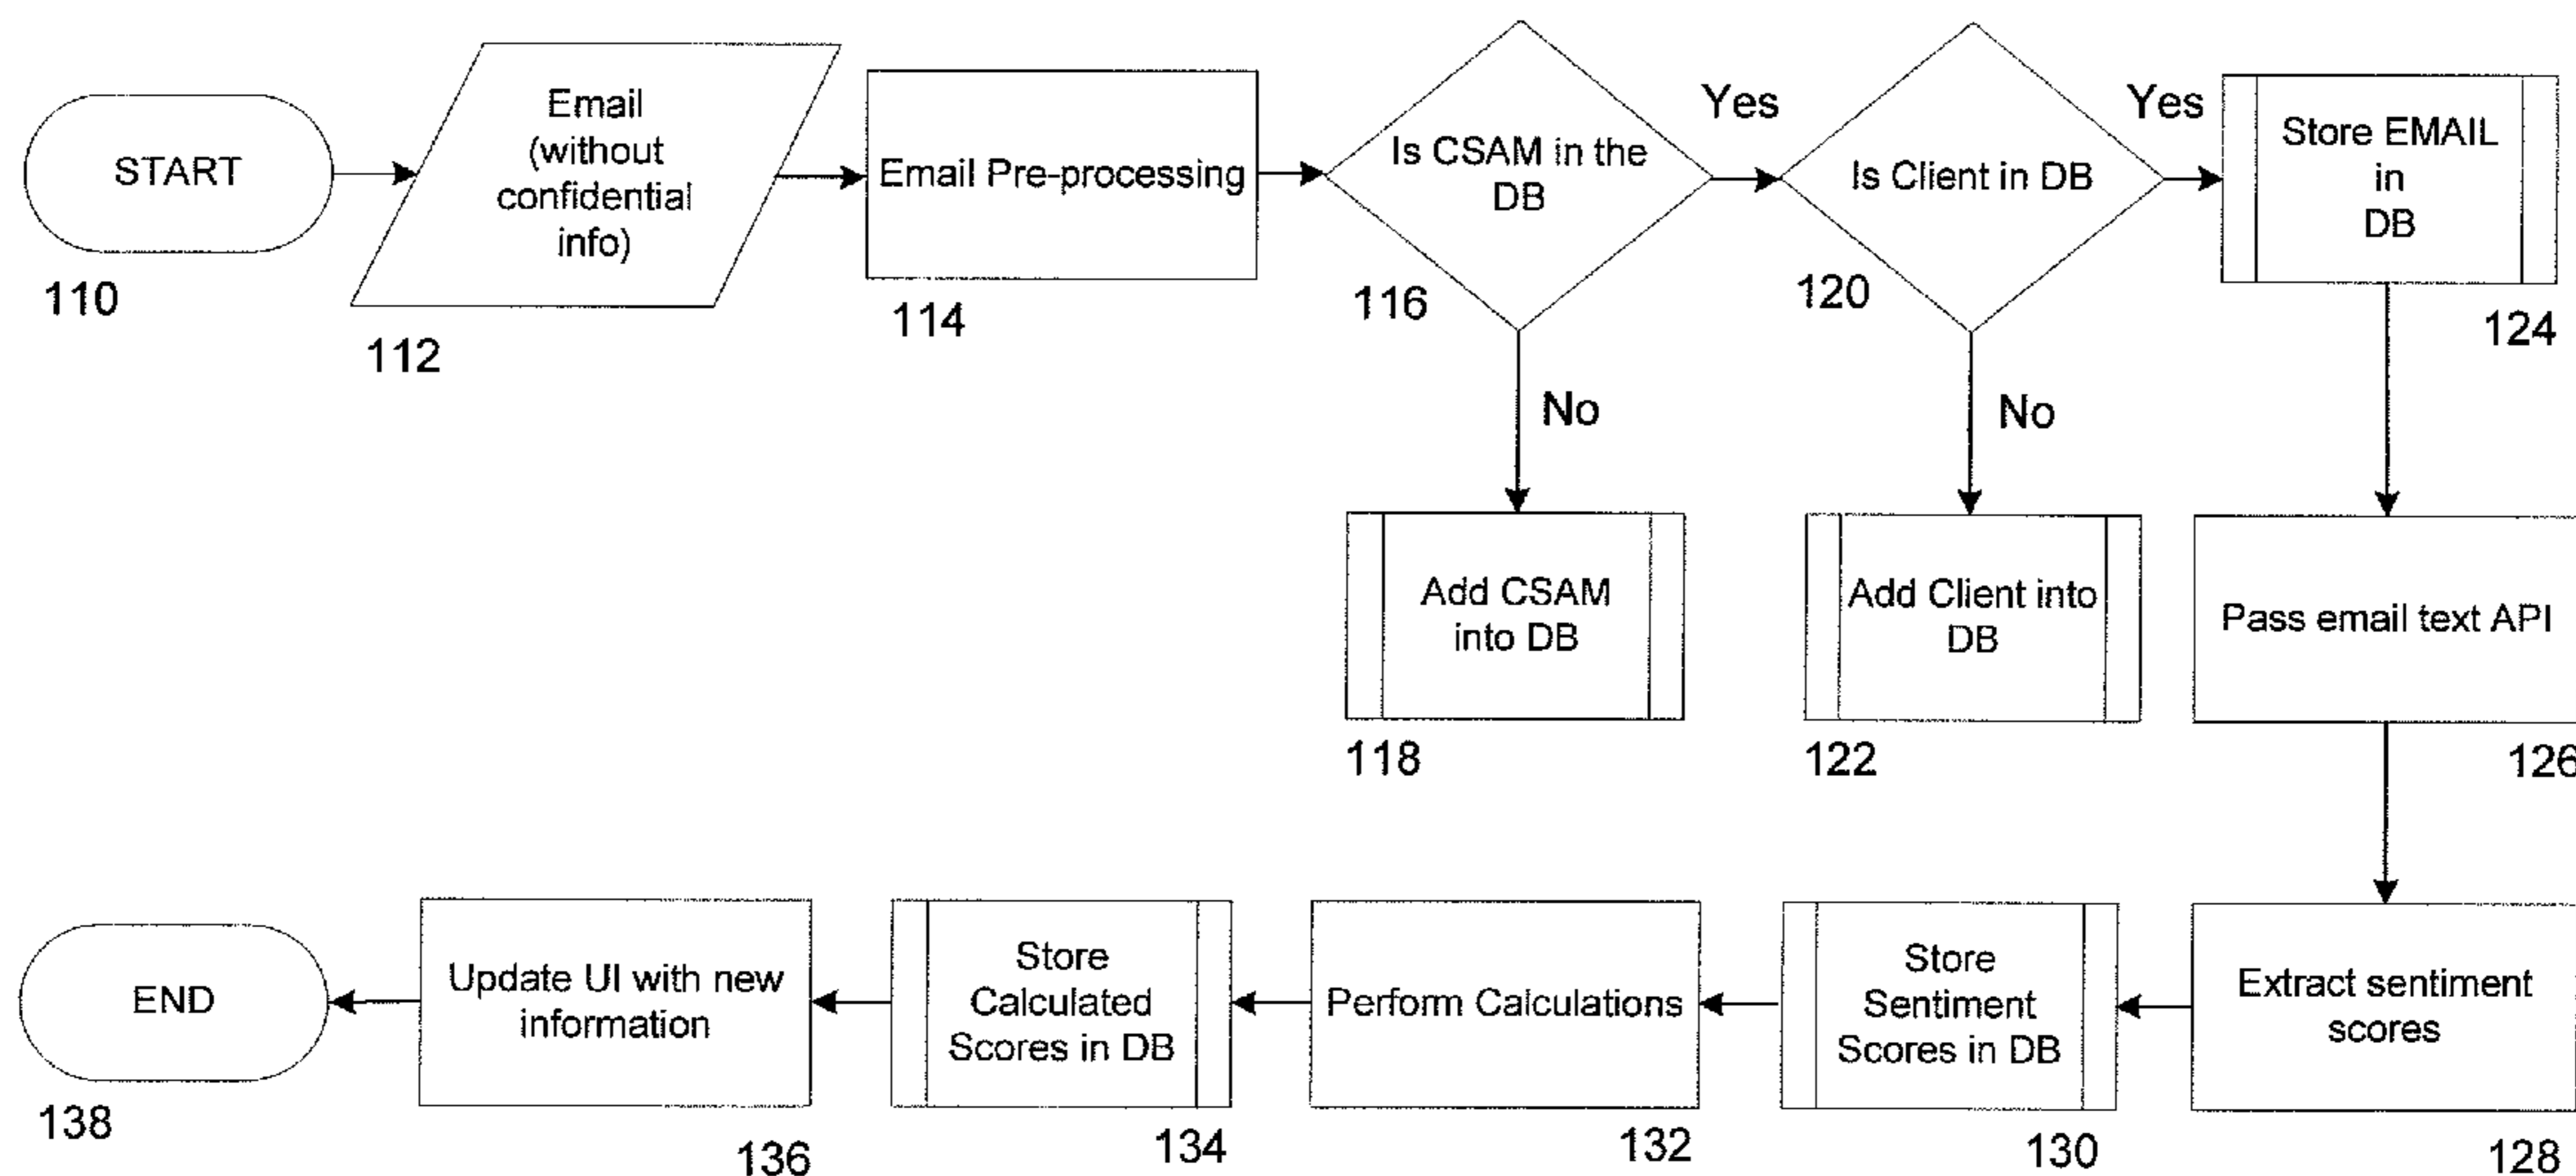 START
110
Email
(without
confidential
info)
112
Email Pre-processing
114
Is CSAM in the
DB
116
Yes
No
Add CSAM
into DB
118
Is Client in DB
120
Yes
No
Add Client into
DB
122
Store EMAIL
in
DB
124
Pass email text API
126
Extract sentiment
scores
128
Store
Sentiment
Scores in DB
130
Perform Calculations
132
Store
Calculated
Scores in DB
134
Update UI with new
information
136
END
138